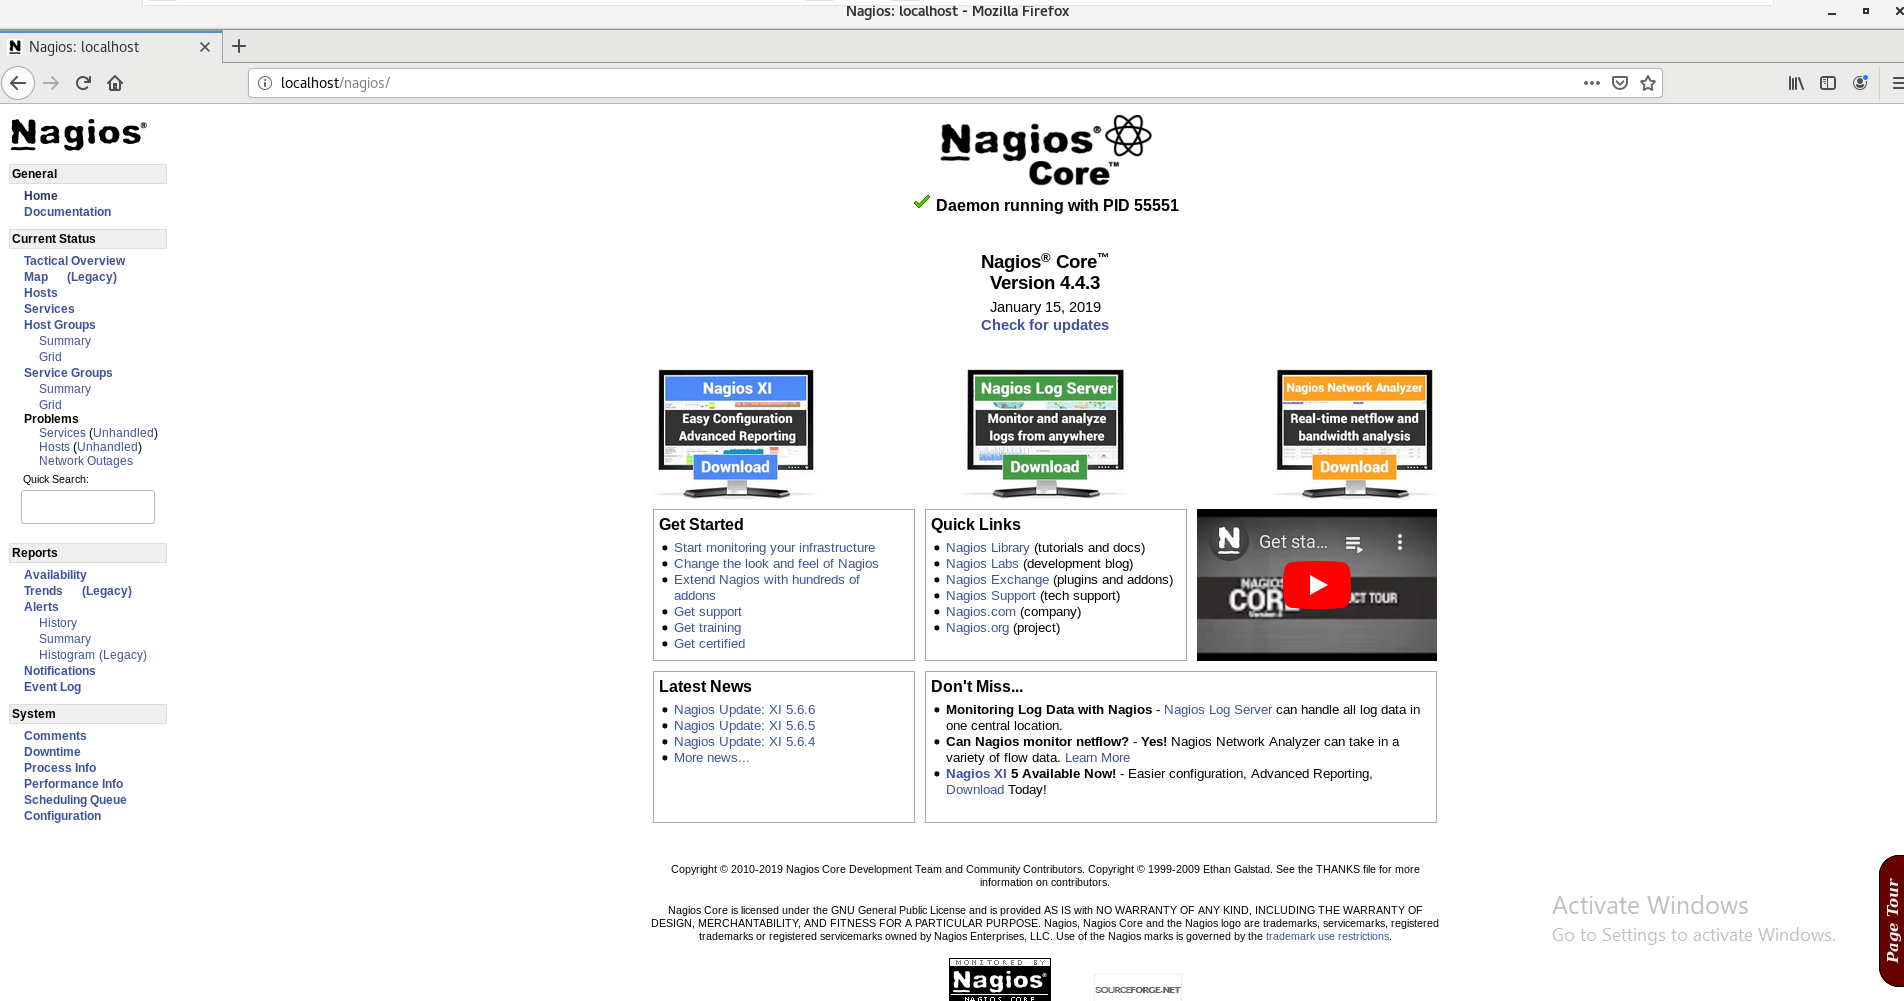 Nagios: localhost - Mozilla Firefox
Nagios: localhost
localhost/nagios/
Nagios®
General
Home
Documentation
Current Status
Tactical Overview
Map (Legacy)
Hosts
Services
Host Groups
Summary
Grid
Service Groups
Summary
Grid
Problems
Services (Unhandled)
Hosts (Unhandled)
Network Outages
Quick Search:
Reports
Availability
Trends (Legacy)
Alerts
History
Summary
Histogram (Legacy)
Notifications
Event Log
System
Comments
Downtime
Process Info
Performance Info
Scheduling Queue
Configuration
Nagios®
Core™
Daemon running with PID 55551
Nagios® Core™
Version 4.4.3
January 15, 2019
Check for updates
Nagios XI
Easy Configuration
Advanced Reporting
Download
Nagios Log Server
Monitor and analyze
logs from anywhere
Download
Nagios Network Analyzer
Real-time netflow and
bandwidth analysis
Download
Get Started
Start monitoring your infrastructure
Change the look and feel of Nagios
Extend Nagios with hundreds of
addons
Get support
Get training
Get certified
Quick Links
Nagios Library (tutorials and docs)
Nagios Labs (development blog)
Nagios Exchange (plugins and addons)
Nagios Support (tech support)
Nagios.com (company)
Nagios.org (project)
N Get sta...
NAGIOS
CORE UCT TOUR
Latest News
Nagios Update: XI 5.6.6
Nagios Update: XI 5.6.5
Nagios Update: XI 5.6.4
More news...
Don't Miss...
Monitoring Log Data with Nagios - Nagios Log Server can handle all log data in
one central location.
Can Nagios monitor netflow? - Yes! Nagios Network Analyzer can take in a
variety of flow data. Learn More
Nagios XI 5 Available Now! - Easier configuration, Advanced Reporting,
Download Today!
Copyright © 2010-2019 Nagios Core Development Team and Community Contributors. Copyright © 1999-2009 Ethan Galstad. See the THANKS file for more
information on contributors.
Nagios Core is licensed under the GNU General Public License and is provided AS IS with NO WARRANTY OF ANY KIND, INCLUDING THE WARRANTY OF
DESIGN, MERCHANTABILITY, AND FITNESS FOR A PARTICULAR PURPOSE. Nagios, Nagios Core and the Nagios logo are trademarks, servicemarks, registered
trademarks or registered servicemarks owned by Nagios Enterprises, LLC. Use of the Nagios marks is governed by the trademark use restrictions.
MONITORED BY
Nagios®
NAGIOS CORE
SOURCEFORGE.NET
Activate Windows
Go to Settings to activate Windows.
Page Tour